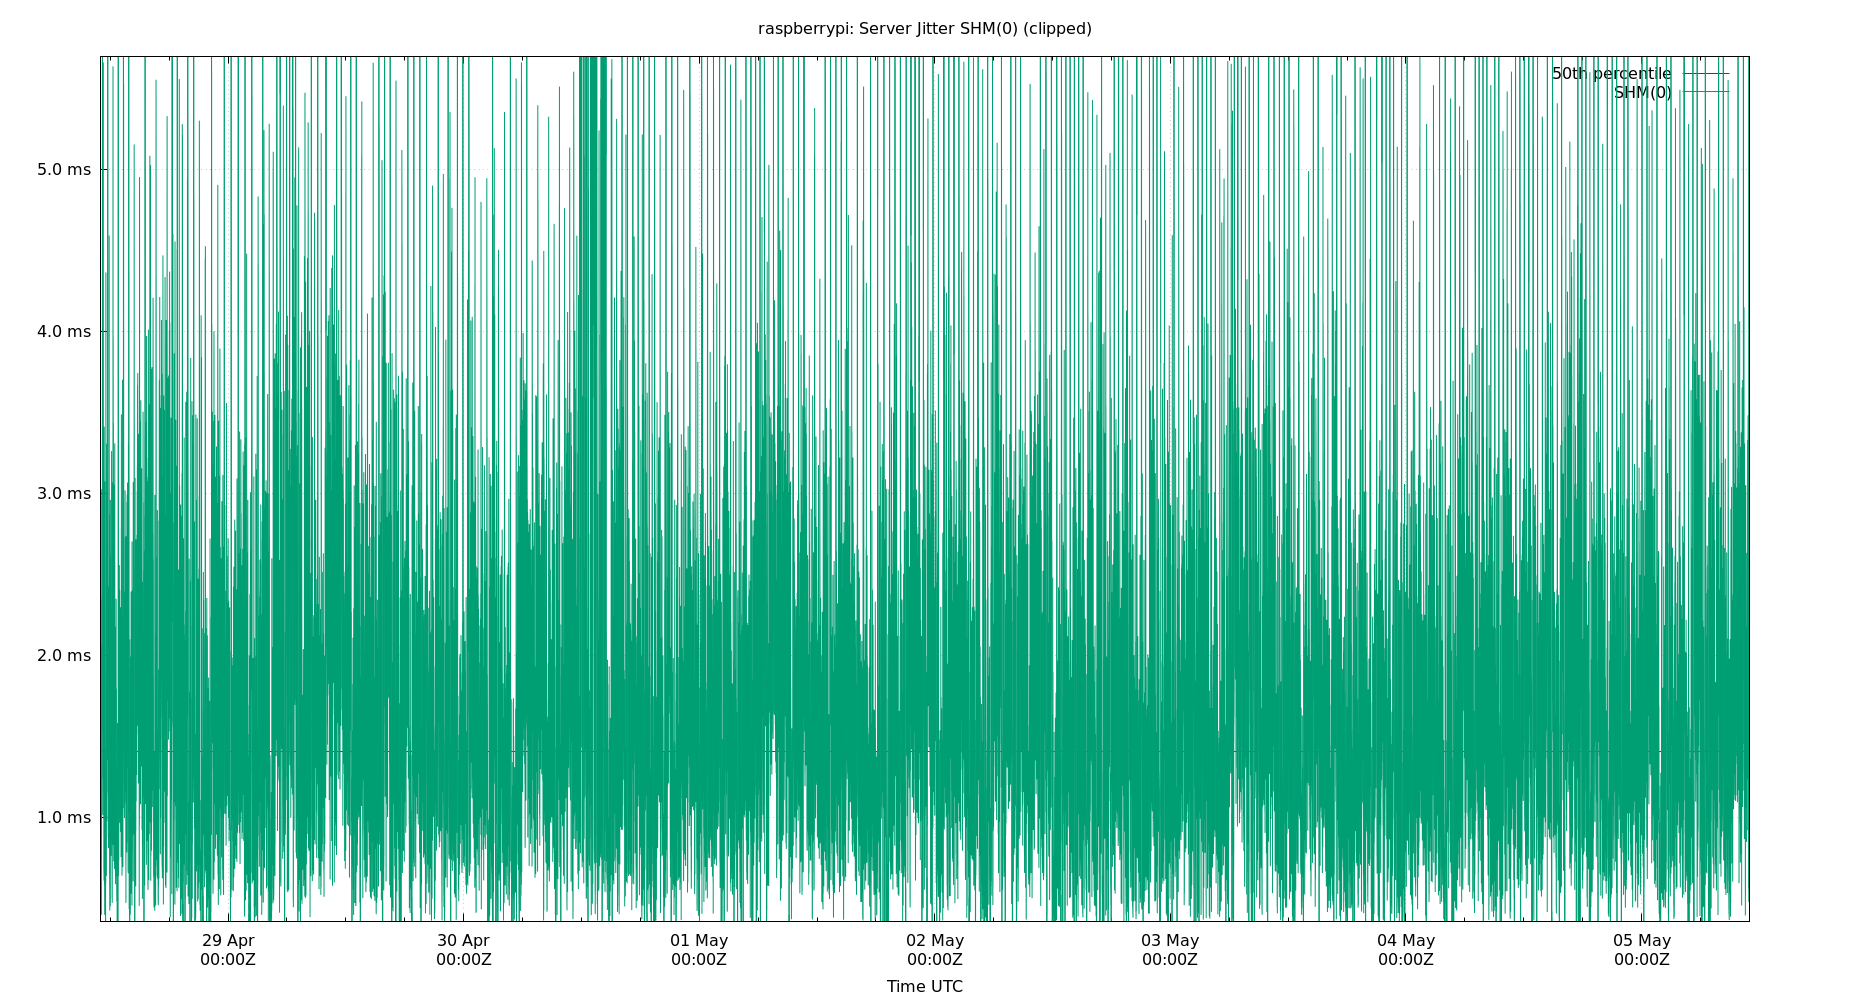 raspberrypi: Server Jitter SHM(0) (clipped)
50th percentile
SHM(0)
5.0 ms
4.0 ms
3.0 ms
2.0 ms
1.0 ms
29 Apr 30 Apr 01 May 02 May 03 May 04 May 05 May
00:00Z 00:00Z 00:00Z 00:00Z 00:00Z 00:00Z 00:00Z
Time UTC